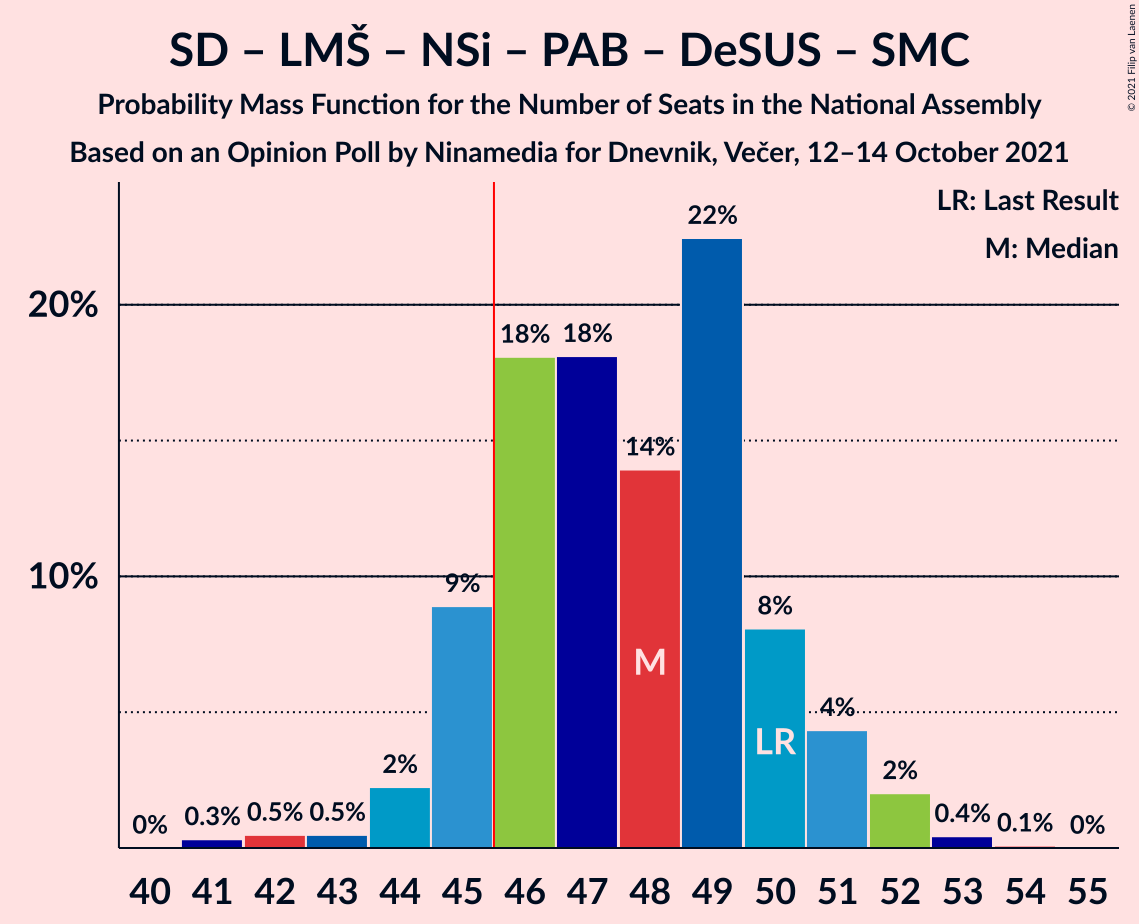 SD – LMŠ – NSi – PAB – DeSUS – SMC
Probability Mass Function for the Number of Seats in the National Assembly
Based on an Opinion Poll by Ninamedia for Dnevnik, Večer, 12–14 October 2021
© 2021 Filip van Laenen
LR: Last Result
M: Median
20%
10%
0% 0.3% 0.5% 0.5% 2% 9% 18% 18% 14% 22% 8% 4% 2% 0.4% 0.1% 0%
M
LR
40 41 42 43 44 45 46 47 48 49 50 51 52 53 54 55